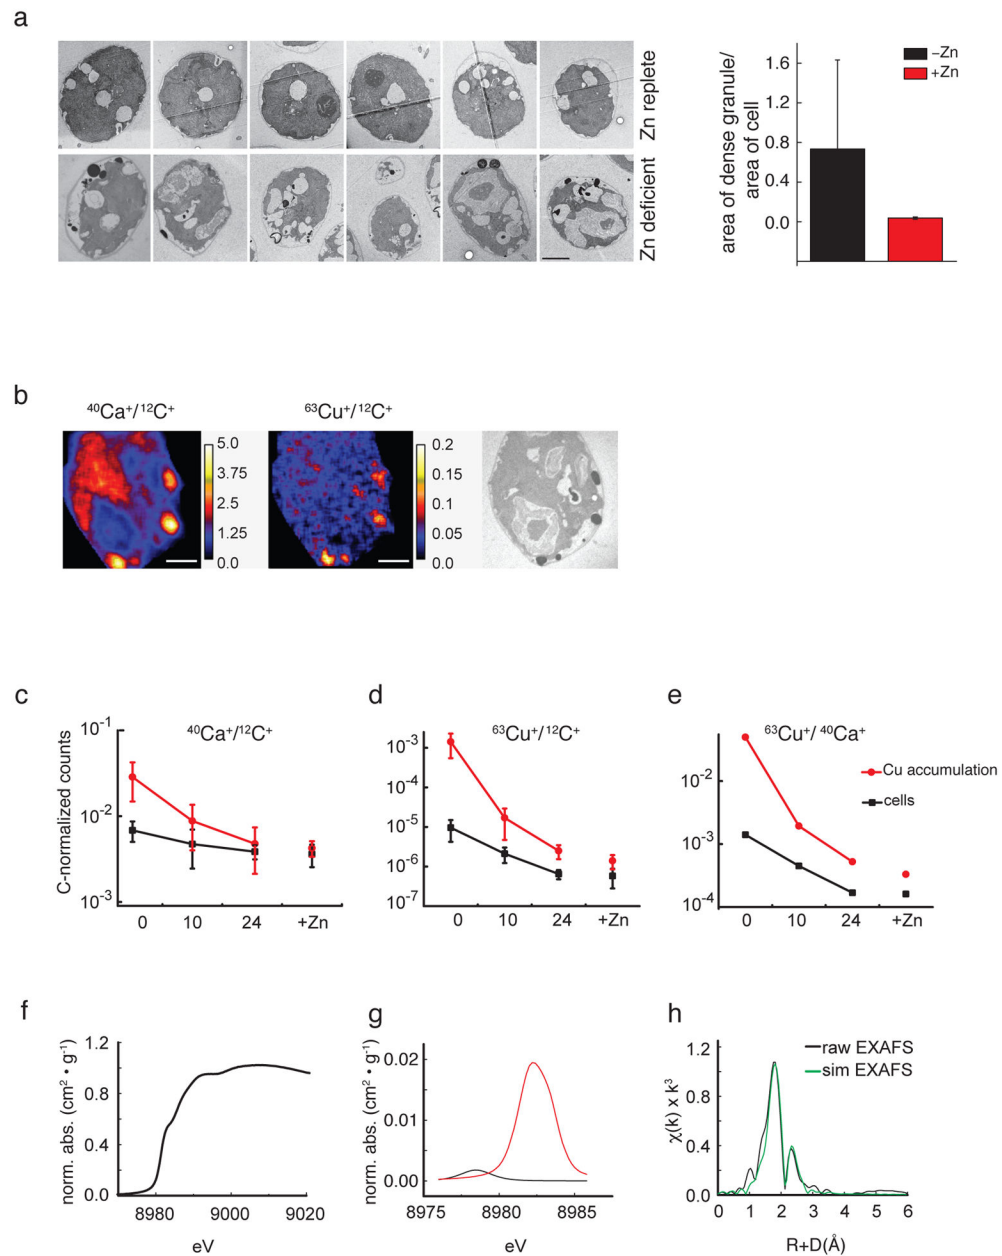 a
Zn replete
Zn deficient
area of dense granule/
area of cell
1.6
1.2
0.8
0.4
0.0
–Zn
+Zn
b
⁴⁰Ca⁺/¹²C⁺
5.0
3.75
2.5
1.25
0.0
⁶³Cu⁺/¹²C⁺
0.2
0.15
0.1
0.05
0.0
c
⁴⁰Ca⁺/¹²C⁺
C-normalized counts
10⁻¹
10⁻²
10⁻³
0 10 24 +Zn
d
⁶³Cu⁺/¹²C⁺
10⁻³
10⁻⁴
10⁻⁵
10⁻⁶
10⁻⁷
0 10 24 +Zn
e
⁶³Cu⁺/ ⁴⁰Ca⁺
10⁻²
10⁻³
10⁻⁴
0 10 24 +Zn
Cu accumulation
cells
f
norm. abs. (cm² • g⁻¹)
1.2
0.8
0.4
0.0
8980 9000 9020
eV
g
norm. abs. (cm² • g⁻¹)
0.02
0.01
0.00
8975 8980 8985
eV
h
χ(k) x k³
1.2
0.8
0.4
0.0
0 1 2 3 4 5 6
R+D(Å)
raw EXAFS
sim EXAFS